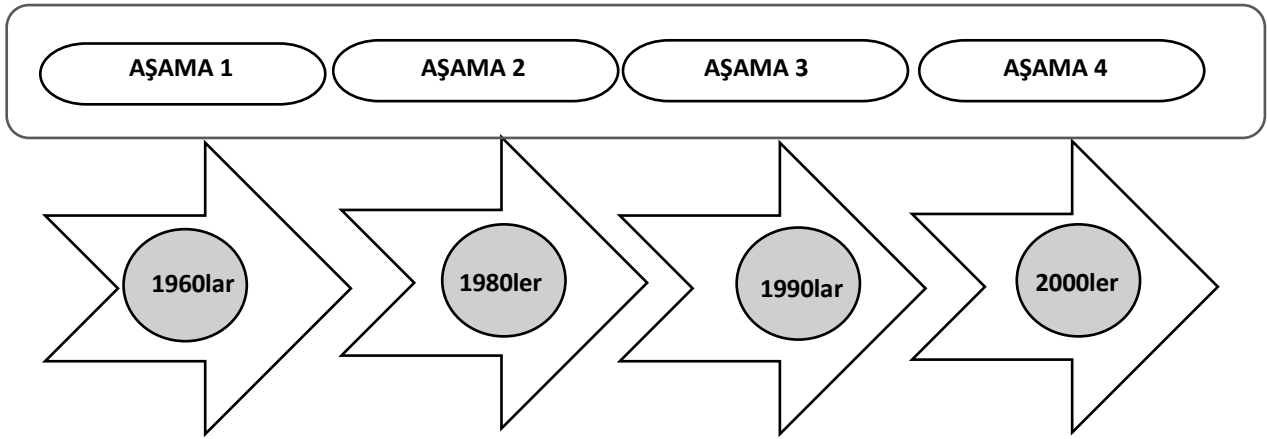 AŞAMA 1
AŞAMA 2
AŞAMA 3
AŞAMA 4
1960lar
1980ler
1990lar
2000ler